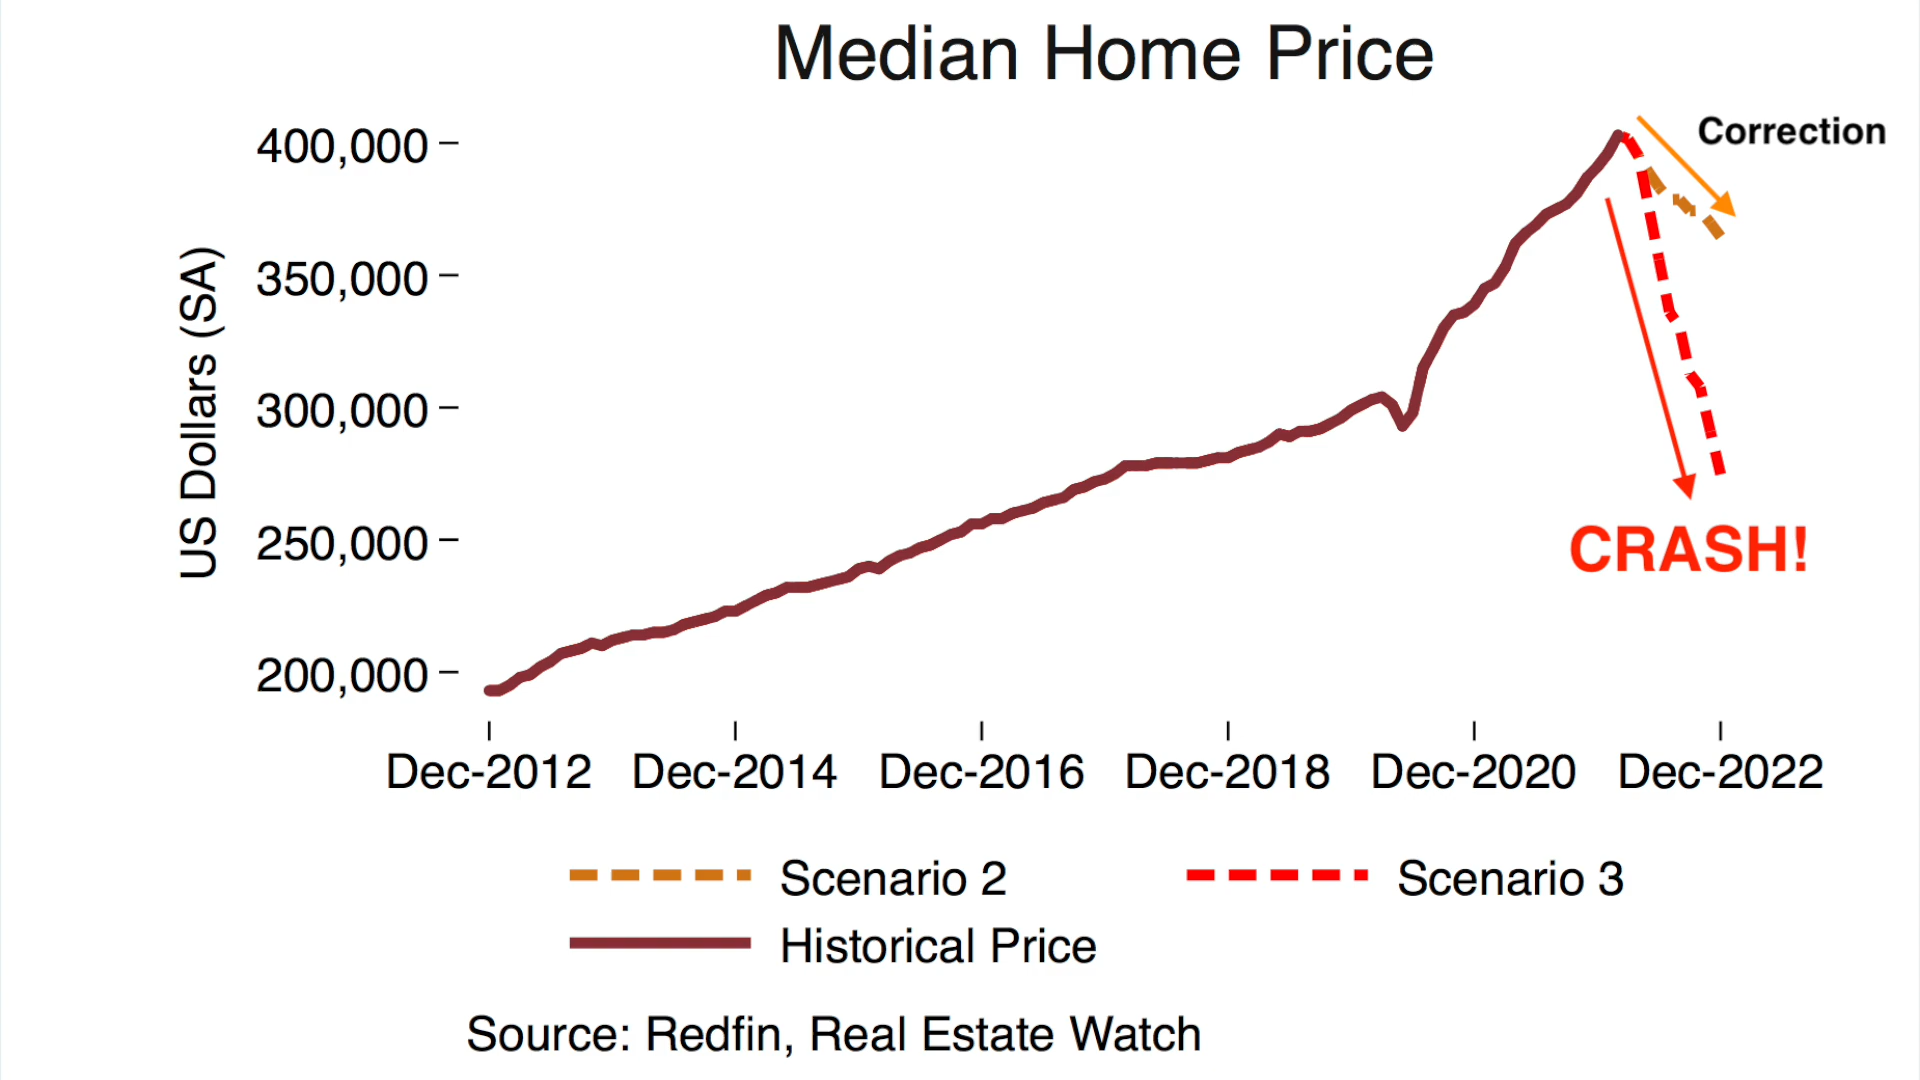 Median Home Price
Correction
400,000
350,000
300,000
250,000
200,000
US Dollars (SA)
CRASH!
Dec-2012
Dec-2014
Dec-2016
Dec-2018
Dec-2020
Dec-2022
Scenario 2
Scenario 3
Historical Price
Source: Redfin, Real Estate Watch